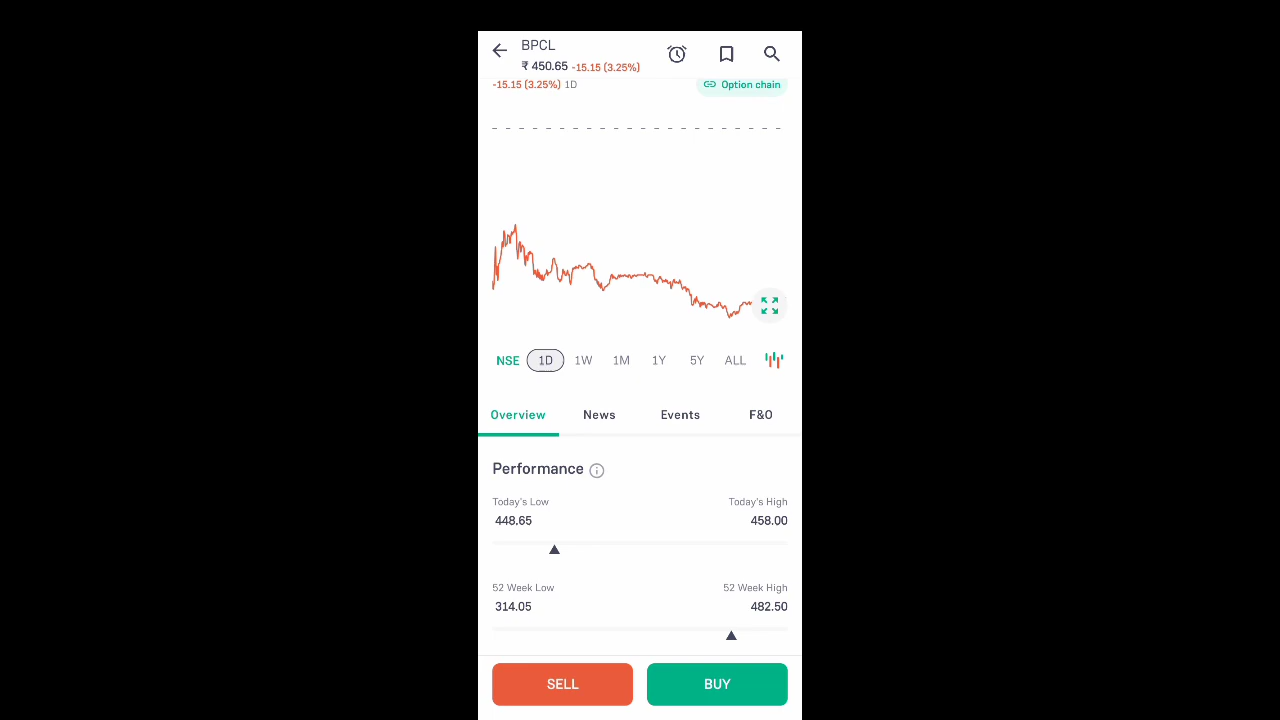 BPCL
₹ 450.65 -15.15 (3.25%)
-15.15 (3.25%) 1D
Option chain
NSE 1D 1W 1M 1Y 5Y ALL
Overview News Events F&O
Performance
Today's Low Today's High
448.65 458.00
52 Week Low 52 Week High
314.05 482.50
SELL BUY